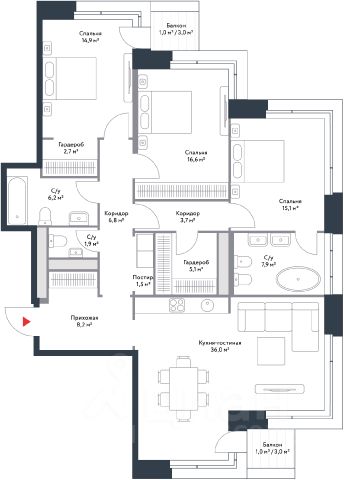 Балкон
1,0 м² / 3,0 м²
Спальня
14,9 м²
Гардероб
2,7 м²
Спальня
16,6 м²
С/у
6,2 м²
Коридор
6,8 м²
Коридор
3,7 м²
Спальня
15,1 м²
С/у
1,9 м²
Постир.
1,5 м²
Гардероб
5,1 м²
С/у
7,9 м²
Прихожая
8,2 м²
Кухня-гостиная
36,0 м²
Балкон
1,0 м² / 3,0 м²